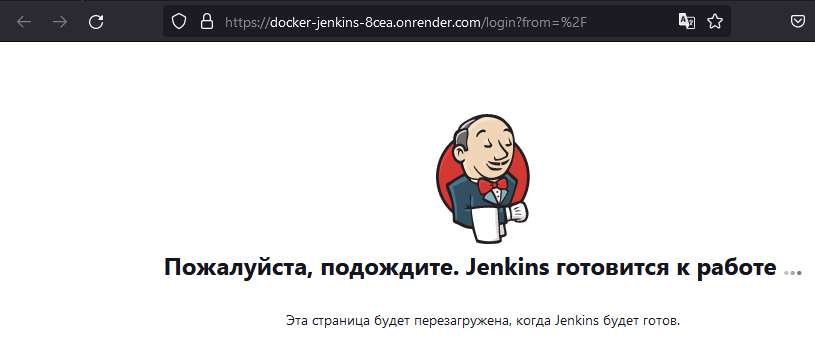 https://docker-jenkins-8cea.onrender.com/login?from=%2F
Пожалуйста, подождите. Jenkins готовится к работе ...
Эта страница будет перезагружена, когда Jenkins будет готов.